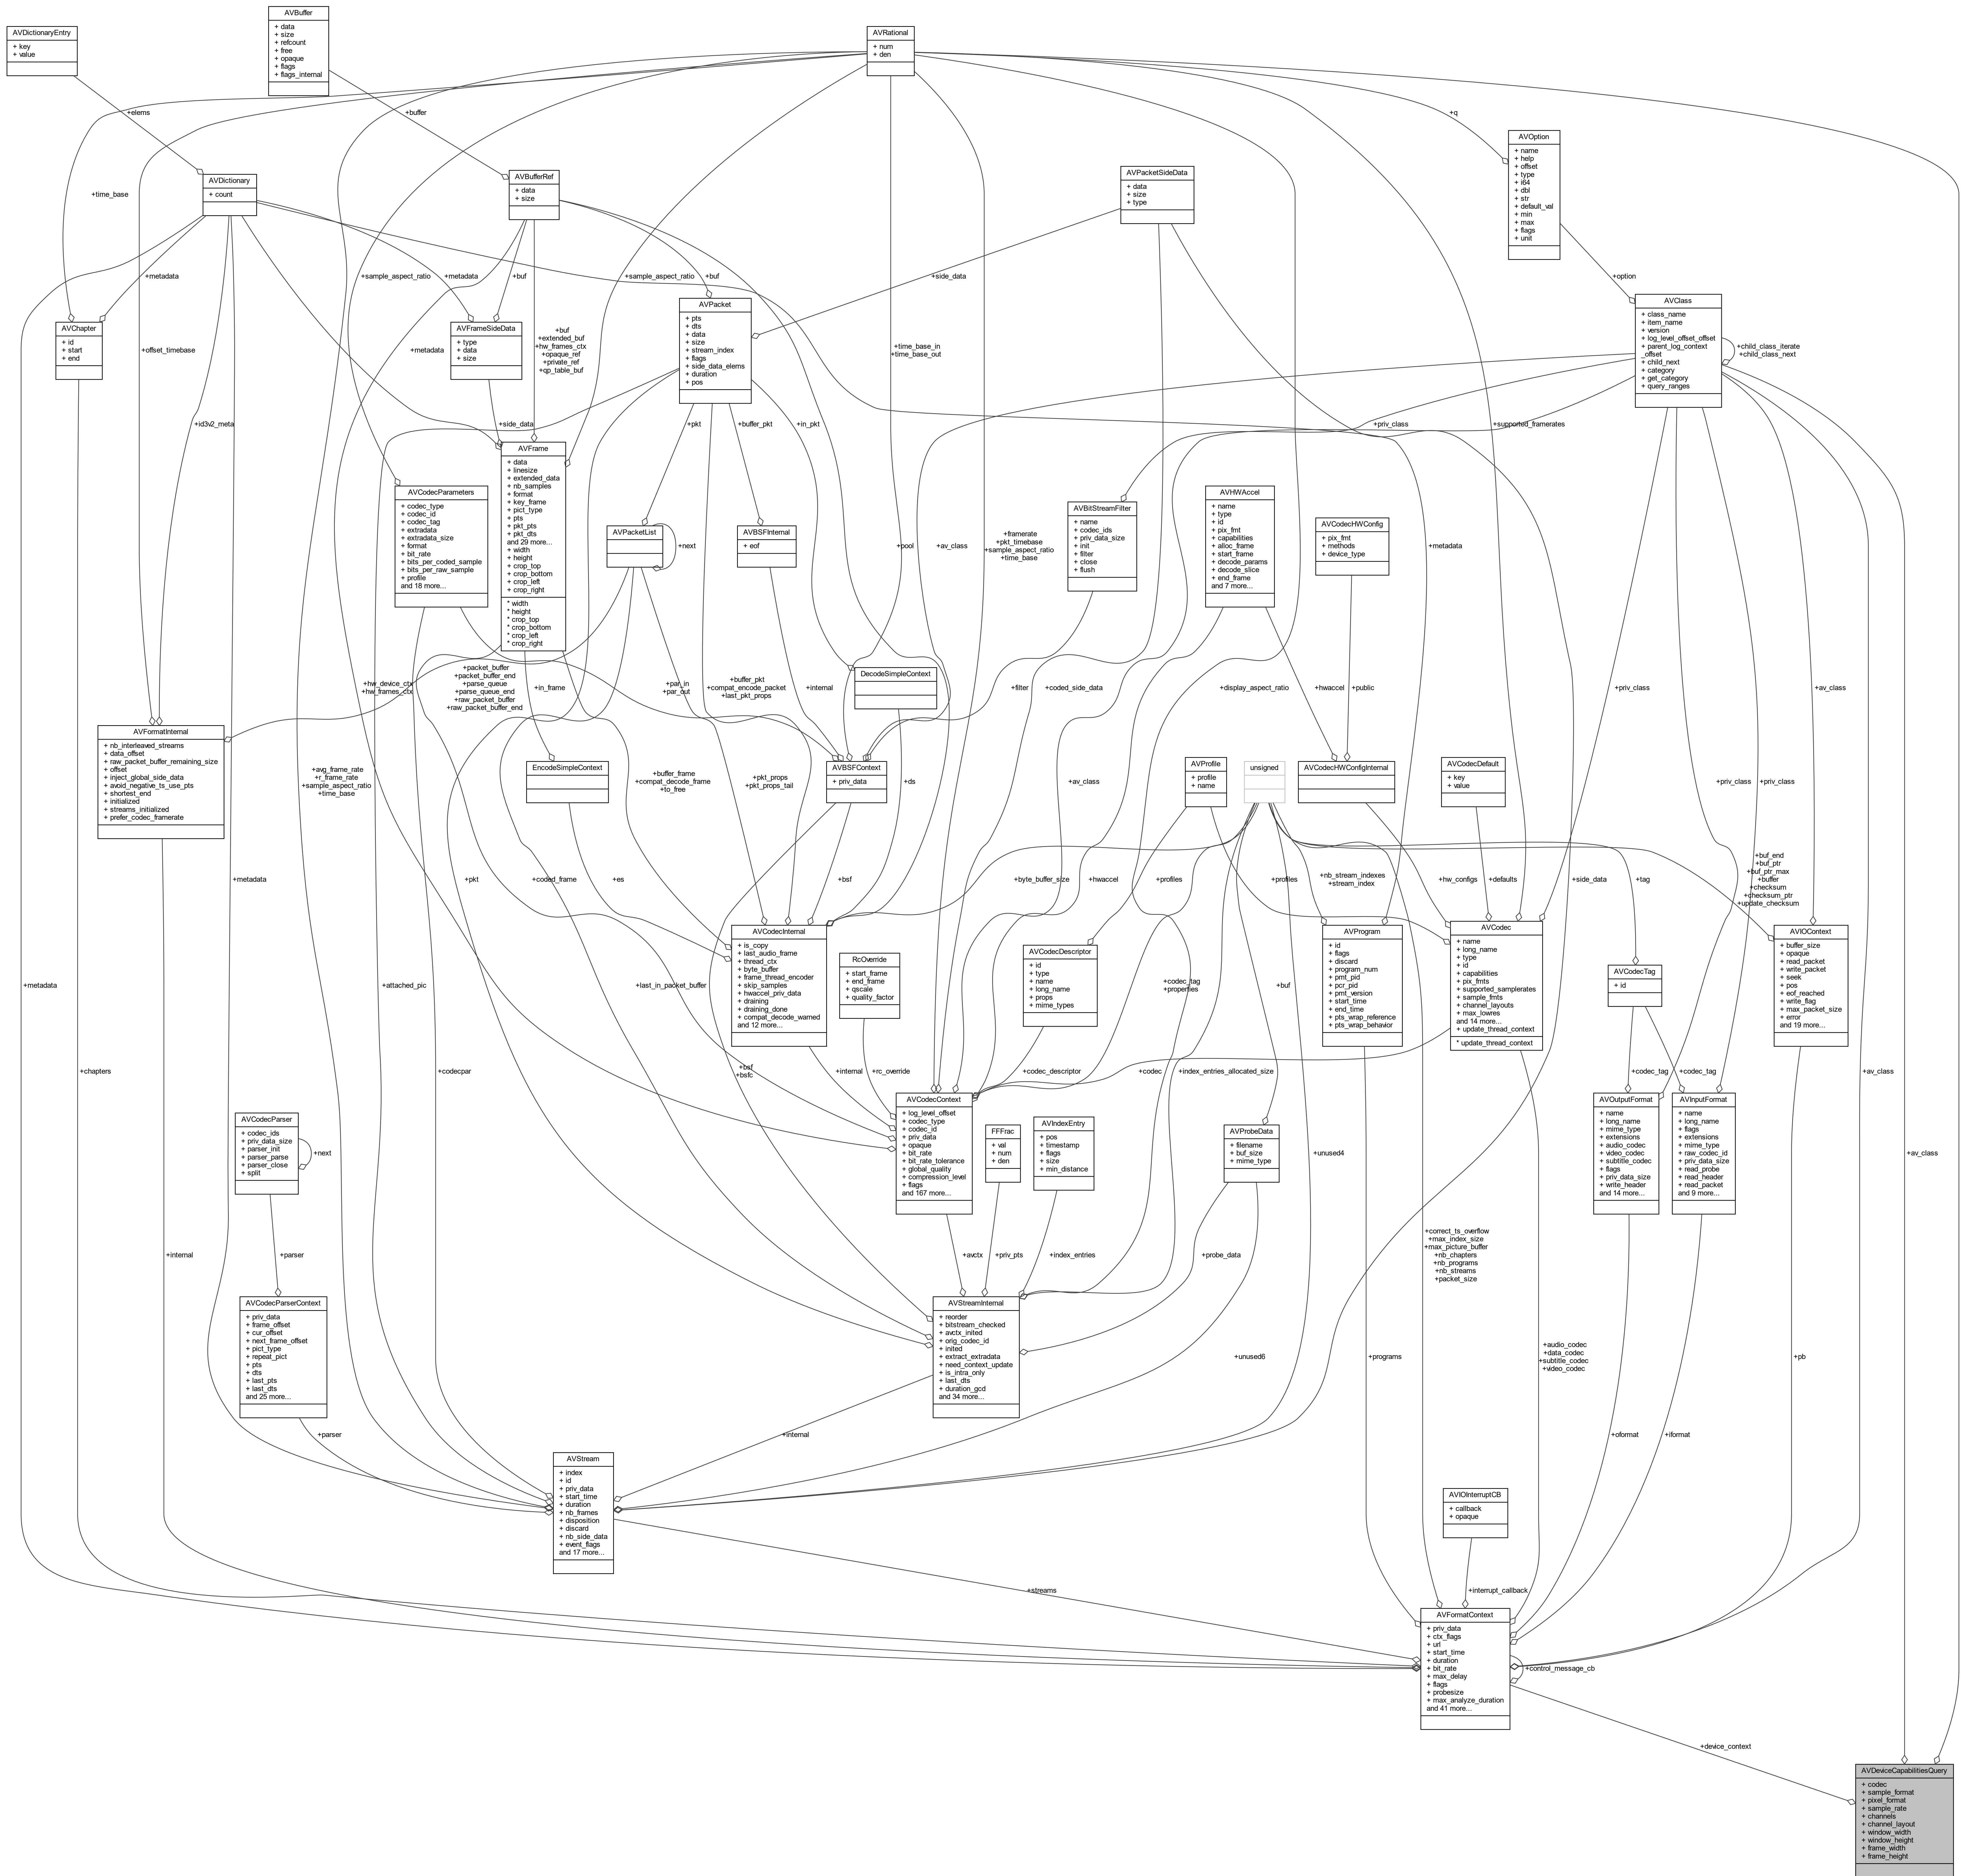 AVBuffer
+ data
+ size
+ refcount
+ free
+ opaque
+ flags
+ flags_internal
AVDictionaryEntry
+ key
+ value
AVRational
+ num
+ den
+elems
+buffer
+q
AVOption
+ name
+ help
+ offset
+ type
+ i64
+ dbl
+ str
+ default_val
+ min
+ max
+ flags
+ unit
AVDictionary
+ count
+time_base
AVBufferRef
+ data
+ size
AVPacketSideData
+ data
+ size
+ type
+metadata
+sample_aspect_ratio
+metadata
+buf
+sample_aspect_ratio
+buf
+side_data
+option
AVClass
+ class_name
+ item_name
+ version
+ log_level_offset_offset
+ parent_log_context
_offset
+ child_next
+ category
+ get_category
+ query_ranges
+child_class_iterate
+child_class_next
AVPacket
+ pts
+ dts
+ data
+ size
+ stream_index
+ flags
+ side_data_elems
+ duration
+ pos
AVChapter
+ id
+ start
+ end
+offset_timebase
+metadata
AVFrameSideData
+ type
+ data
+ size
+buf
+extended_buf
+hw_frames_ctx
+opaque_ref
+private_ref
+qp_table_buf
+time_base_in
+time_base_out
+id3v2_meta
+side_data
+pkt
+buffer_pkt
+in_pkt
+priv_class
+supported_framerates
AVFrame
+ data
+ linesize
+ extended_data
+ nb_samples
+ format
+ key_frame
+ pict_type
+ pts
+ pkt_pts
+ pkt_dts
and 29 more...
+ width
+ height
+ crop_top
+ crop_bottom
+ crop_left
+ crop_right
* width
* height
* crop_top
* crop_bottom
* crop_left
* crop_right
AVCodecParameters
+ codec_type
+ codec_id
+ codec_tag
+ extradata
+ extradata_size
+ format
+ bit_rate
+ bits_per_coded_sample
+ bits_per_raw_sample
+ profile
and 18 more...
AVPacketList
+next
AVBSFInternal
+ eof
+pool
+av_class
+framerate
+pkt_timebase
+sample_aspect_ratio
+time_base
AVBitStreamFilter
+ name
+ codec_ids
+ priv_data_size
+ init
+ filter
+ close
+ flush
AVHWAccel
+ name
+ type
+ id
+ pix_fmt
+ capabilities
+ alloc_frame
+ start_frame
+ decode_params
+ decode_slice
+ end_frame
and 7 more...
AVCodecHWConfig
+ pix_fmt
+ methods
+ device_type
+metadata
+hw_device_ctx
+hw_frames_ctx
+packet_buffer
+packet_buffer_end
+parse_queue
+parse_queue_end
+raw_packet_buffer
+raw_packet_buffer_end
+in_frame
+par_in
+par_out
+buffer_pkt
+compat_encode_packet
+last_pkt_props
+internal
DecodeSimpleContext
+filter
+coded_side_data
+display_aspect_ratio
+hwaccel
+public
+priv_class
+av_class
AVFormatInternal
+ nb_interleaved_streams
+ data_offset
+ raw_packet_buffer_remaining_size
+ offset
+ inject_global_side_data
+ avoid_negative_ts_use_pts
+ shortest_end
+ initialized
+ streams_initialized
+ prefer_codec_framerate
+avg_frame_rate
+r_frame_rate
+sample_aspect_ratio
+time_base
EncodeSimpleContext
+buffer_frame
+compat_decode_frame
+to_free
+pkt_props
+pkt_props_tail
AVBSFContext
+ priv_data
+ds
+av_class
AVProfile
+ profile
+ name
unsigned
AVCodecHWConfigInternal
AVCodecDefault
+ key
+ value
+priv_class
+priv_class
+metadata
+pkt
+coded_frame
+es
+bsf
+byte_buffer_size
+hwaccel
+profiles
+profiles
+nb_stream_indexes
+stream_index
+hw_configs
+defaults
+side_data
+tag
+buf_end
+buf_ptr
+buf_ptr_max
+buffer
+checksum
+checksum_ptr
+update_checksum
AVCodecInternal
+ is_copy
+ last_audio_frame
+ thread_ctx
+ byte_buffer
+ frame_thread_encoder
+ skip_samples
+ hwaccel_priv_data
+ draining
+ draining_done
+ compat_decode_warned
and 12 more...
RcOverride
+ start_frame
+ end_frame
+ qscale
+ quality_factor
AVCodecDescriptor
+ id
+ type
+ name
+ long_name
+ props
+ mime_types
+codec_tag
+properties
+buf
AVProgram
+ id
+ flags
+ discard
+ program_num
+ pmt_pid
+ pcr_pid
+ pmt_version
+ start_time
+ end_time
+ pts_wrap_reference
+ pts_wrap_behavior
AVCodec
+ name
+ long_name
+ type
+ id
+ capabilities
+ pix_fmts
+ supported_samplerates
+ sample_fmts
+ channel_layouts
+ max_lowres
and 14 more...
+ update_thread_context
* update_thread_context
AVCodecTag
+ id
AVIOContext
+ buffer_size
+ opaque
+ read_packet
+ write_packet
+ seek
+ pos
+ eof_reached
+ write_flag
+ max_packet_size
+ error
and 19 more...
+metadata
+attached_pic
+last_in_packet_buffer
+chapters
+codecpar
+bsf
+bsfc
+internal
+rc_override
+codec_descriptor
+codec
+index_entries_allocated_size
+codec_tag
+codec_tag
+av_class
AVCodecContext
+ log_level_offset
+ codec_type
+ codec_id
+ priv_data
+ opaque
+ bit_rate
+ bit_rate_tolerance
+ global_quality
+ compression_level
+ flags
and 167 more...
AVCodecParser
+ codec_ids
+ priv_data_size
+ parser_init
+ parser_parse
+ parser_close
+ split
+next
FFFrac
+ val
+ num
+ den
AVIndexEntry
+ pos
+ timestamp
+ flags
+ size
+ min_distance
AVProbeData
+ filename
+ buf_size
+ mime_type
+unused4
AVOutputFormat
+ name
+ long_name
+ mime_type
+ extensions
+ audio_codec
+ video_codec
+ subtitle_codec
+ flags
+ priv_data_size
+ write_header
and 14 more...
AVInputFormat
+ name
+ long_name
+ flags
+ extensions
+ mime_type
+ raw_codec_id
+ priv_data_size
+ read_probe
+ read_header
+ read_packet
and 9 more...
+av_class
+internal
+parser
+avctx
+priv_pts
+index_entries
+probe_data
+correct_ts_overflow
+max_index_size
+max_picture_buffer
+nb_chapters
+nb_programs
+nb_streams
+packet_size
AVCodecParserContext
+ priv_data
+ frame_offset
+ cur_offset
+ next_frame_offset
+ pict_type
+ repeat_pict
+ pts
+ dts
+ last_pts
+ last_dts
and 25 more...
AVStreamInternal
+ reorder
+ bitstream_checked
+ avctx_inited
+ orig_codec_id
+ inited
+ extract_extradata
+ need_context_update
+ is_intra_only
+ last_dts
+ duration_gcd
and 34 more...
+unused6
+programs
+audio_codec
+data_codec
+subtitle_codec
+video_codec
+pb
+parser
+internal
+oformat
+iformat
AVStream
+ index
+ id
+ priv_data
+ start_time
+ duration
+ nb_frames
+ disposition
+ discard
+ nb_side_data
+ event_flags
and 17 more...
AVIOInterruptCB
+ callback
+ opaque
+streams
+interrupt_callback
AVFormatContext
+ priv_data
+ ctx_flags
+ url
+ start_time
+ duration
+ bit_rate
+ max_delay
+ flags
+ probesize
+ max_analyze_duration
and 41 more...
+control_message_cb
+device_context
AVDeviceCapabilitiesQuery
+ codec
+ sample_format
+ pixel_format
+ sample_rate
+ channels
+ channel_layout
+ window_width
+ window_height
+ frame_width
+ frame_height